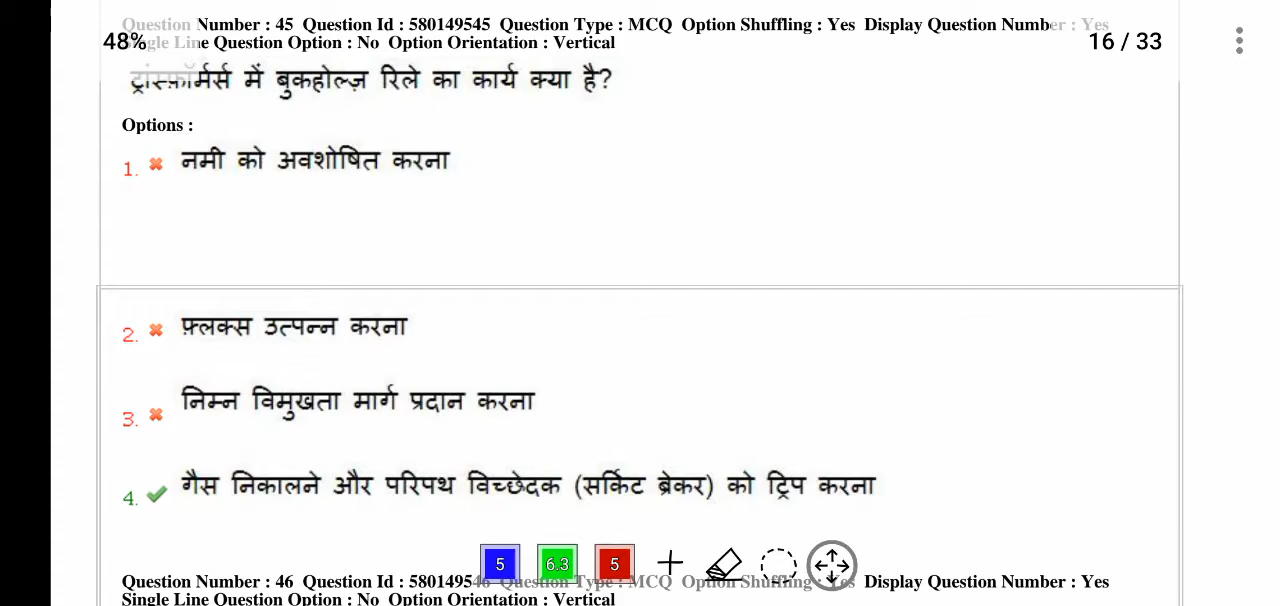 Question Number : 45 Question Id : 580149545 Question Type : MCQ Option Shuffling : Yes Display Question Number : Yes
48%
Single Line Question Option : No Option Orientation : Vertical
16 / 33
ट्रांसफ़ॉर्मर्स में बुकहोल्ज़ रिले का कार्य क्या है?
Options :
1. नमी को अवशोषित करना
2. फ़्लक्स उत्पन्न करना
3. निम्न विमुखता मार्ग प्रदान करना
4. गैस निकालने और परिपथ विच्छेदक (सर्किट ब्रेकर) को ट्रिप करना
5 6.3 5
Question Number : 46 Question Id : 580149546 Question Type : MCQ Option Shuffling : Yes Display Question Number : Yes
Single Line Question Option : No Option Orientation : Vertical